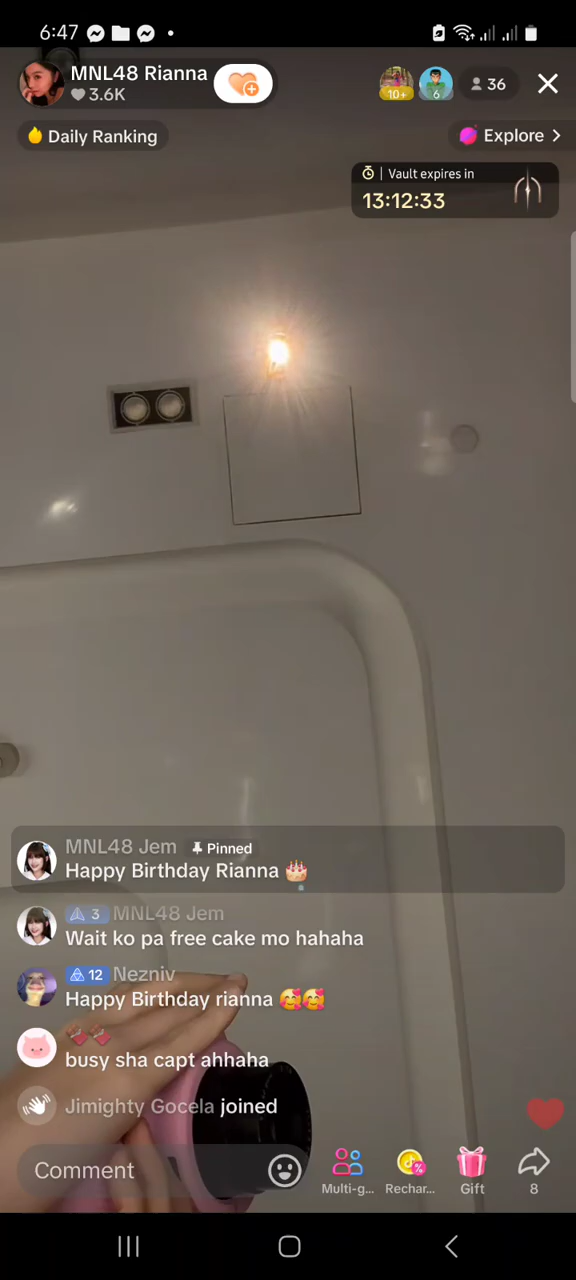 6:47
MNL48 Rianna
3.6K
10+
6
36
Daily Ranking
Explore
Vault expires in
13:12:33
MNL48 Jem Pinned
Happy Birthday Rianna 🎂
3 MNL48 Jem
Wait ko pa free cake mo hahaha
12 Nezniv
Happy Birthday rianna 🥰🥰
🍫🍫
busy sha capt ahhaha
Jimighty Gocela joined
Comment
Multi-g...
Rechar...
Gift
8